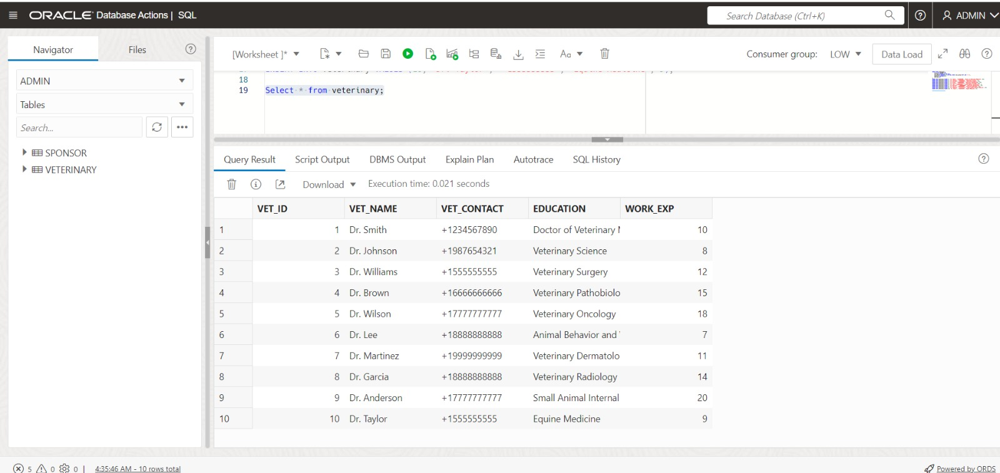 ORACLE Database Actions | SQL
Search Database (Ctrl+K)
ADMIN
Navigator
Files
[Worksheet ]*
Aa
Consumer group: LOW
Data Load
ADMIN
Tables
Search...
SPONSOR
VETERINARY
18
19 Select * from veterinary;
Query Result
Script Output
DBMS Output
Explain Plan
Autotrace
SQL History
Download
Execution time: 0.021 seconds
VET_ID VET_NAME VET_CONTACT EDUCATION WORK_EXP
1 1 Dr. Smith +1234567890 Doctor of Veterinary 10
2 2 Dr. Johnson +1987654321 Veterinary Science 8
3 3 Dr. Williams +1555555555 Veterinary Surgery 12
4 4 Dr. Brown +16666666666 Veterinary Pathobiolo 15
5 5 Dr. Wilson +17777777777 Veterinary Oncology 18
6 6 Dr. Lee +18888888888 Animal Behavior and 7
7 7 Dr. Martinez +19999999999 Veterinary Dermatolo 11
8 8 Dr. Garcia +18888888888 Veterinary Radiology 14
9 9 Dr. Anderson +17777777777 Small Animal Internal 20
10 10 Dr. Taylor +1555555555 Equine Medicine 9
5 0 0 | 4:35:46 AM - 10 rows total
Powered by ORDS